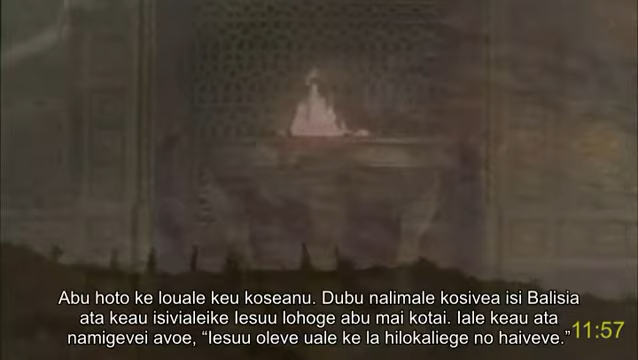 Abu hoto ke louale keu koseanu. Dubu nalimale kosivea isi Balisia
ata keau isivialeike Iesuu lohoge abu mai kotai. Iale keau ata
namigevei avoe, “Iesuu oleve uale ke la hilokaliege no haiveve.”
11:57